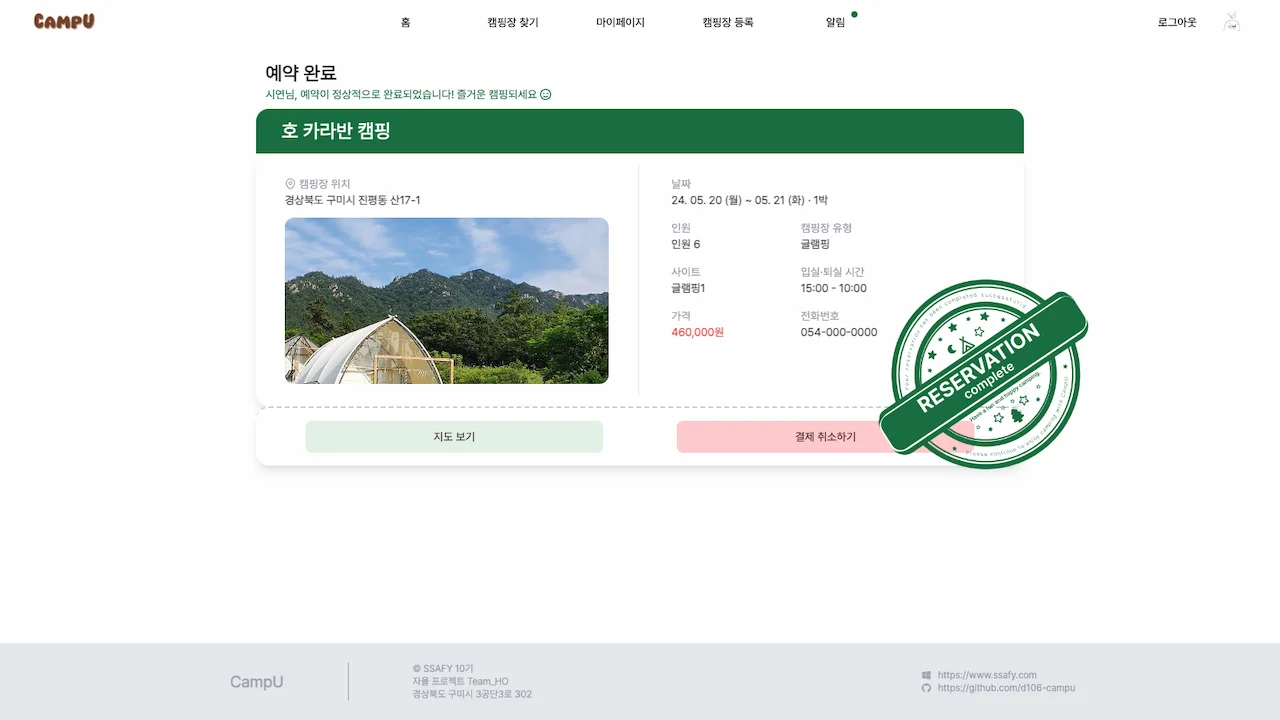 CAMPU
홈
캠핑장 찾기
마이페이지
캠핑장 등록
알림
로그아웃
예약 완료
시연님, 예약이 정상적으로 완료되었습니다! 즐거운 캠핑되세요
호 카라반 캠핑
캠핑장 위치
경상북도 구미시 진평동 산17-1
날짜
24. 05. 20 (월) ~ 05. 21 (화) · 1박
인원
인원 6
캠핑장 유형
글램핑
사이트
글램핑1
입실·퇴실 시간
15:00 - 10:00
가격
460,000원
전화번호
054-000-0000
Your reservation has been completed successfully.
RESERVATION
complete
Have a fun and happy camping.
Please continue to enjoy camping with CampU
지도 보기
결제 취소하기
CampU
© SSAFY 10기
자율 프로젝트 Team_HO
경상북도 구미시 3공단3로 302
https://www.ssafy.com
https://github.com/d106-campu